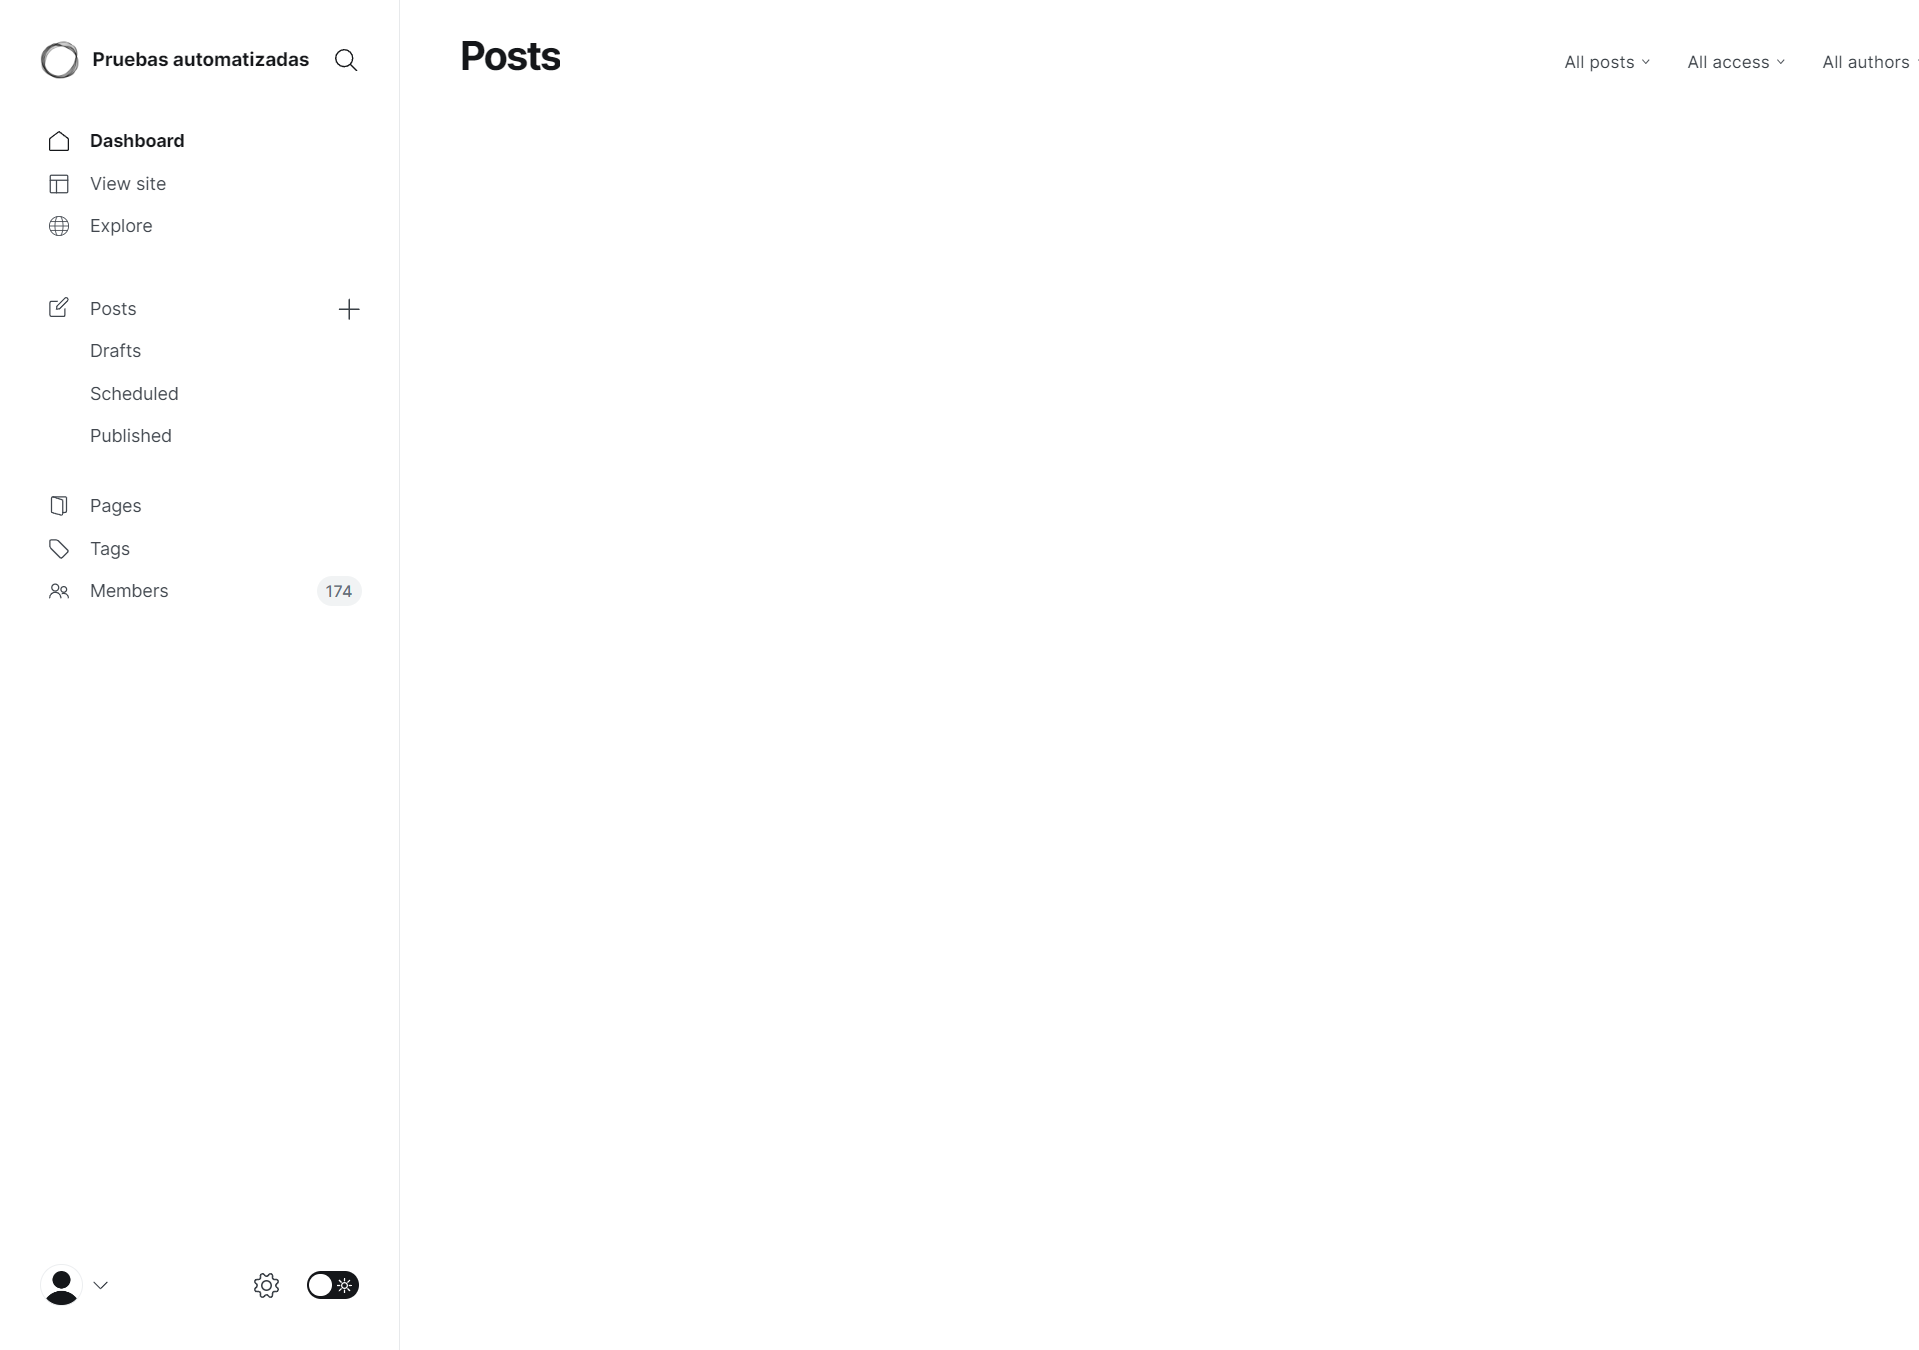 Pruebas automatizadas
Dashboard
View site
Explore
Posts
Drafts
Scheduled
Published
Pages
Tags
Members 174
Posts
All posts All access All authors